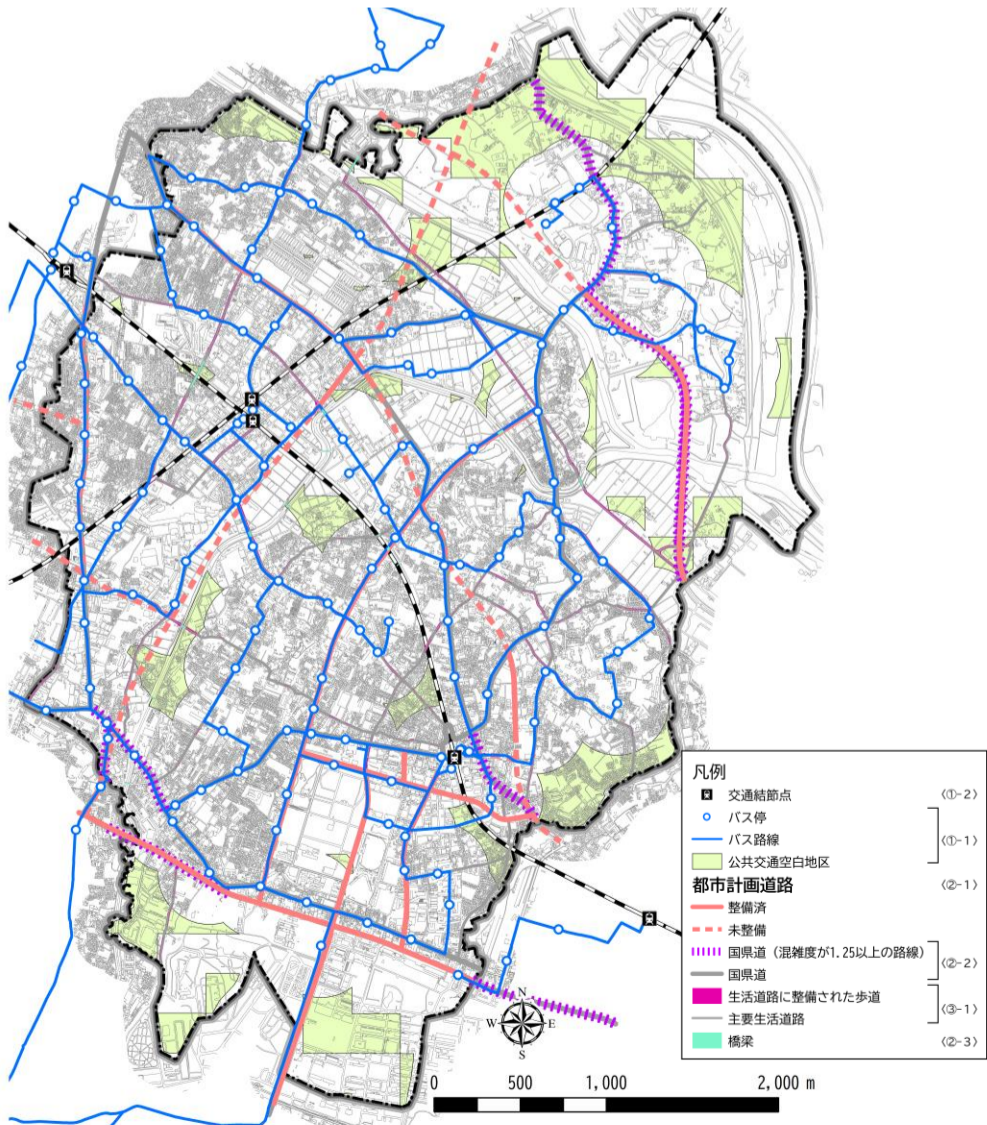 凡例
交通結節点 〈①-2〉
バス停
バス路線 〈①-1〉
公共交通空白地区
都市計画道路 〈②-1〉
整備済
未整備
国県道（混雑度が1.25以上の路線） 〈②-2〉
国県道
生活道路に整備された歩道 〈③-1〉
主要生活道路
橋梁 〈②-3〉
N
W E
S
0 500 1,000 2,000 m